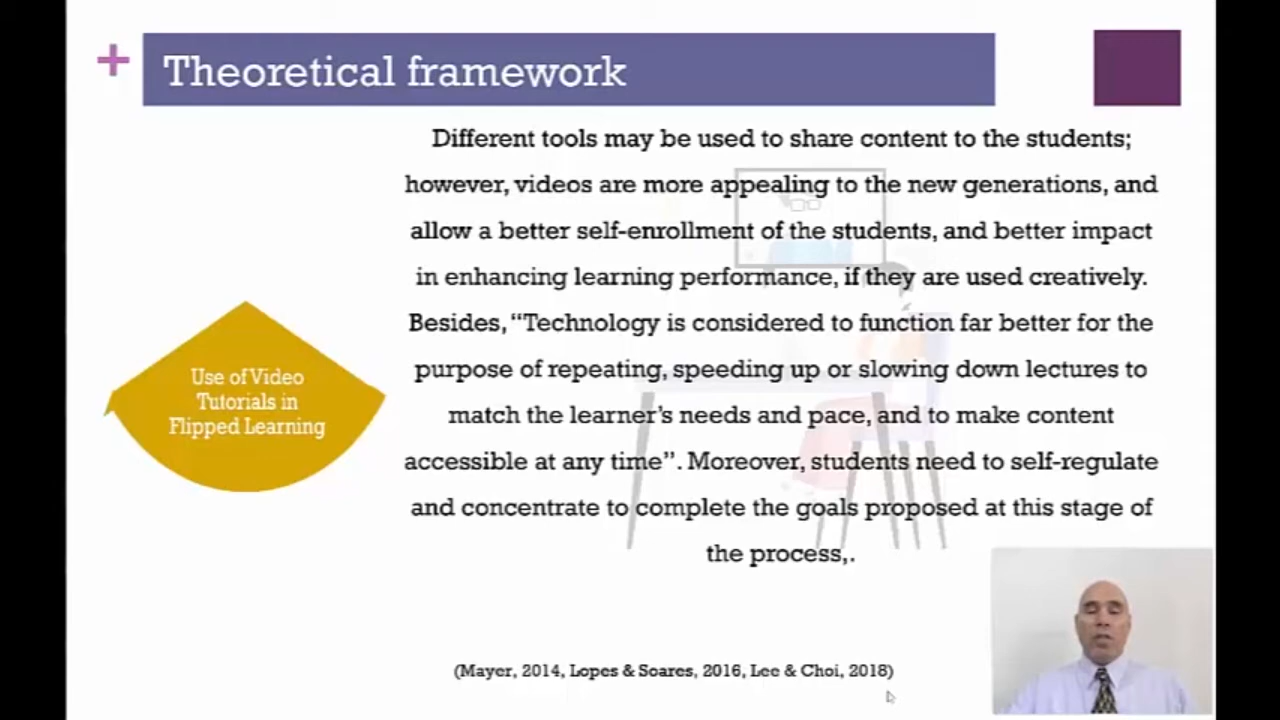 + Theoretical framework
Different tools may be used to share content to the students;
however, videos are more appealing to the new generations, and
allow a better self-enrollment of the students, and better impact
in enhancing learning performance, if they are used creatively.
Besides, “Technology is considered to function far better for the
purpose of repeating, speeding up or slowing down lectures to
match the learner’s needs and pace, and to make content
accessible at any time”. Moreover, students need to self-regulate
and concentrate to complete the goals proposed at this stage of
the process,.
Use of Video
Tutorials in
Flipped Learning
(Mayer, 2014, Lopes & Soares, 2016, Lee & Choi, 2018)